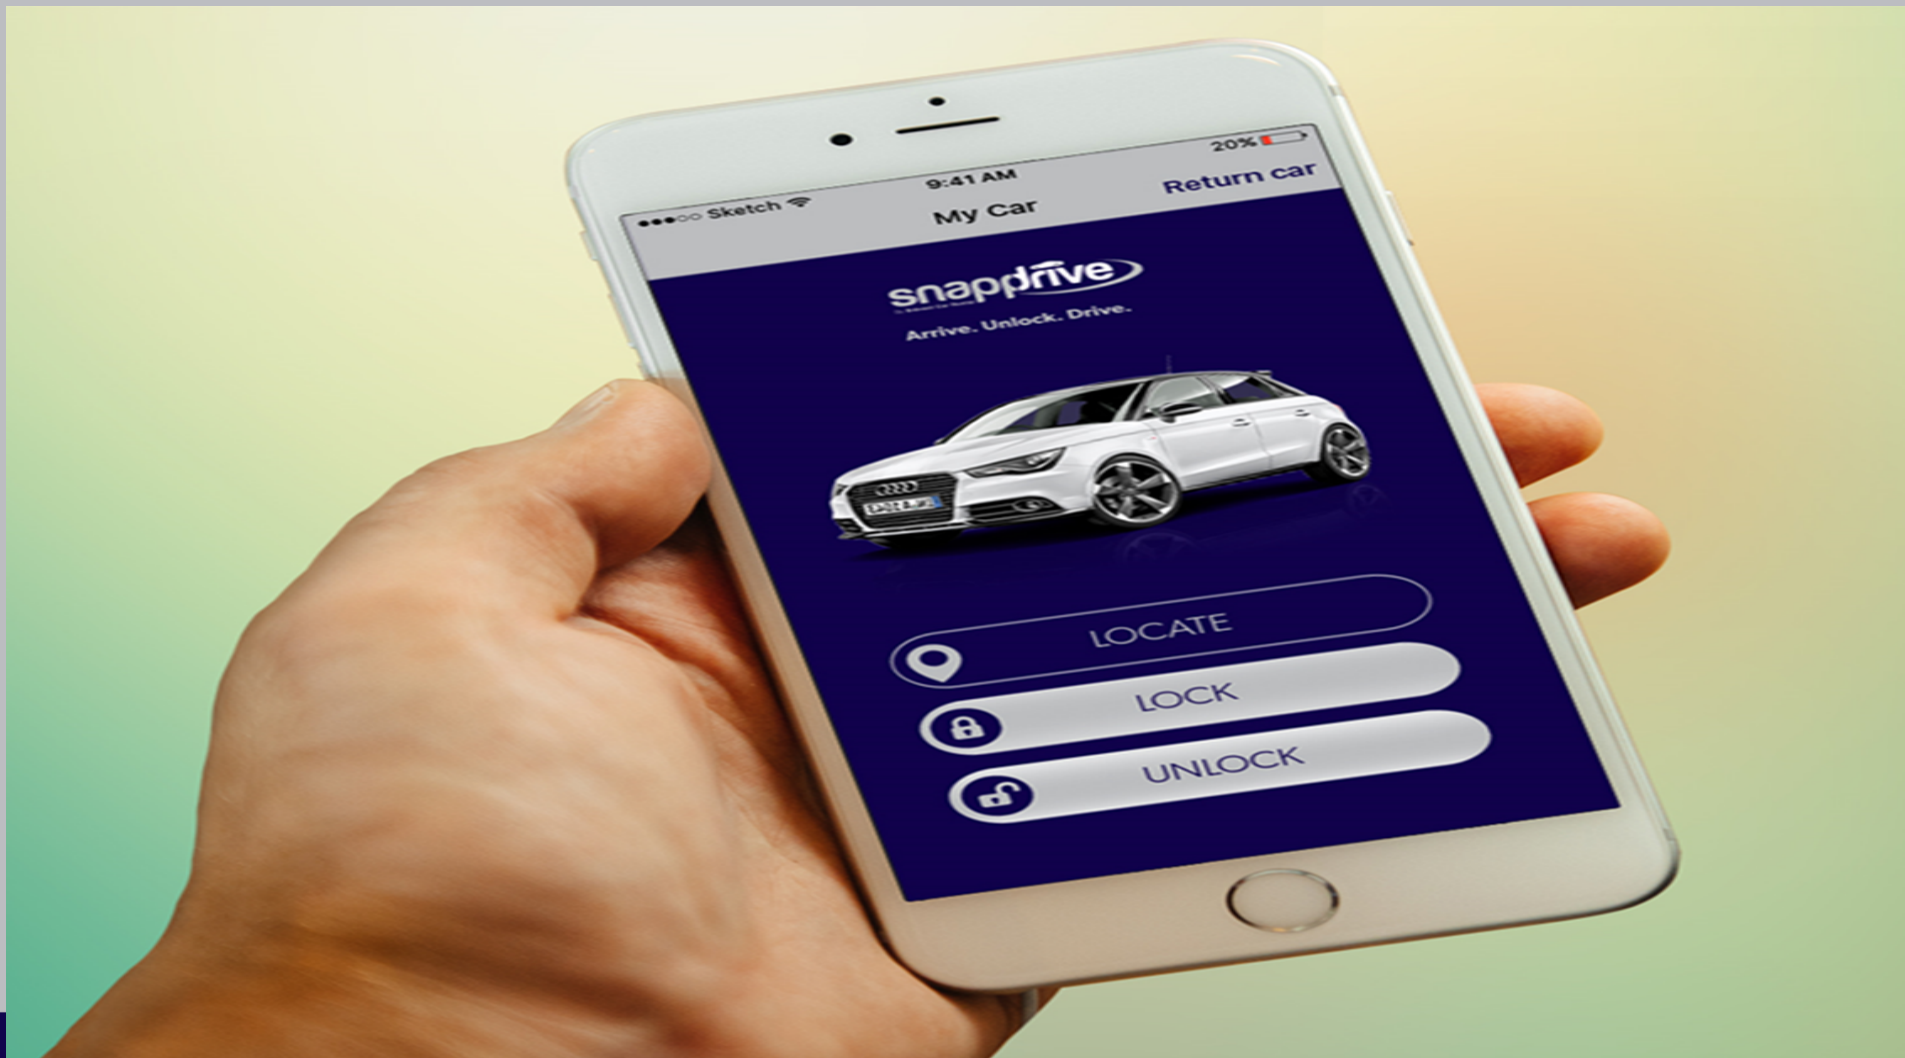 Sketch 9:41 AM 20%
My Car Return car
snapdrive
Arrive. Unlock. Drive.
LOCATE
LOCK
UNLOCK